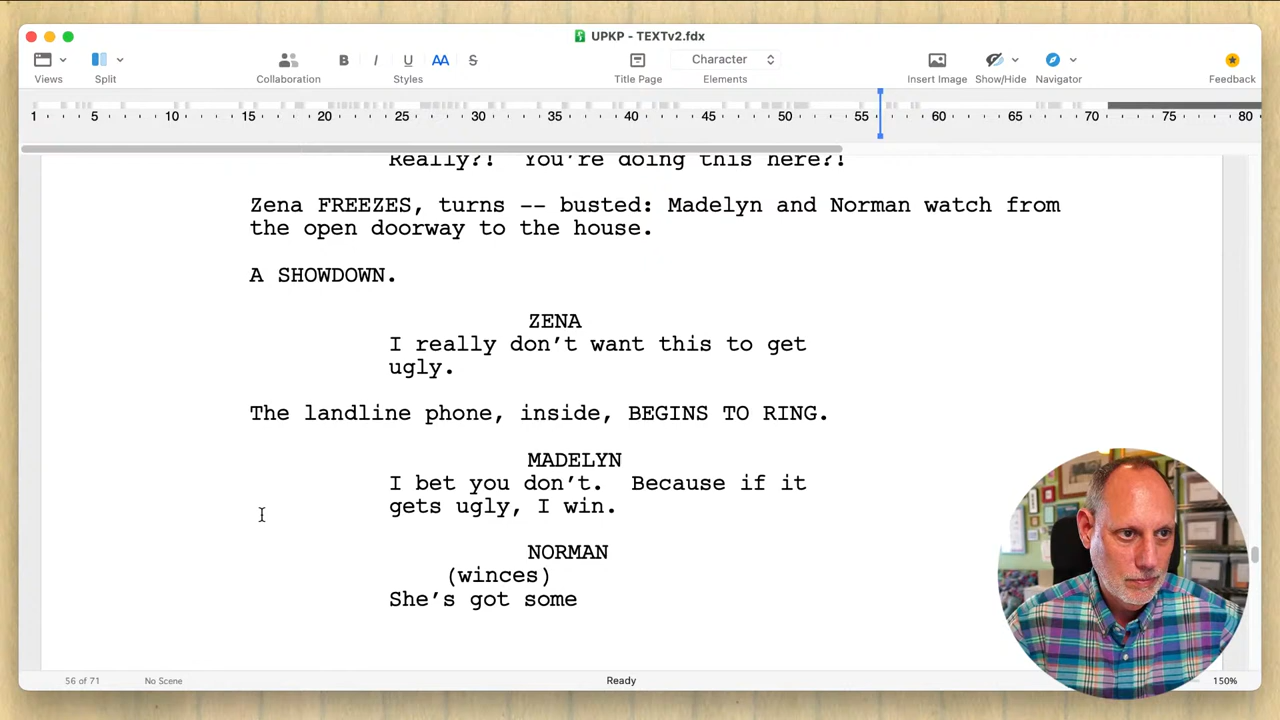 UPKP - TEXTv2.fdx
B I U AA S
Character
Views Split Collaboration Styles Title Page Elements Insert Image Show/Hide Navigator Feedback
1 5 10 15 20 25 30 35 40 45 50 55 60 65 70 75 80
Really?! You're doing this here?!
Zena FREEZES, turns -- busted: Madelyn and Norman watch from
the open doorway to the house.
A SHOWDOWN.
ZENA
I really don't want this to get
ugly.
The landline phone, inside, BEGINS TO RING.
MADELYN
I bet you don't. Because if it
gets ugly, I win.
NORMAN
(winces)
She's got some
56 of 71 No Scene Ready 150%